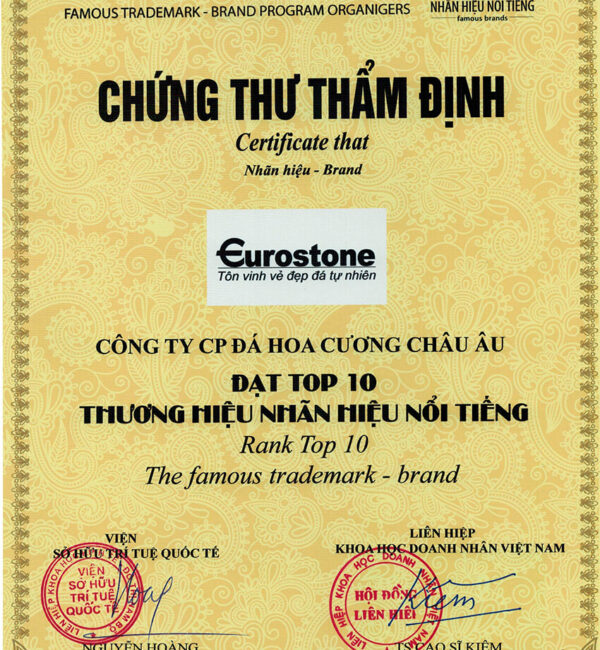 FAMOUS TRADEMARK - BRAND PROGRAM ORGANIGERS
NHÃN HIỆU NỔI TIẾNG
famous brands
CHỨNG THƯ THẨM ĐỊNH
Certificate that
Nhãn hiệu - Brand
Eurostone
Tôn vinh vẻ đẹp đá tự nhiên
CÔNG TY CP ĐÁ HOA CƯƠNG CHÂU ÂU
ĐẠT TOP 10
THƯƠNG HIỆU NHÃN HIỆU NỔI TIẾNG
Rank Top 10
The famous trademark - brand
VIỆN
SỞ HỮU TRÍ TUỆ QUỐC TẾ
LIÊN HIỆP
KHOA HỌC DOANH NHÂN VIỆT NAM
VIỆN
SỞ HỮU
TRÍ TUỆ
QUỐC TẾ
HỘI ĐỒNG
LIÊN HIỆP
NGUYỄN HOÀNG
TS CAO SĨ KIÊM